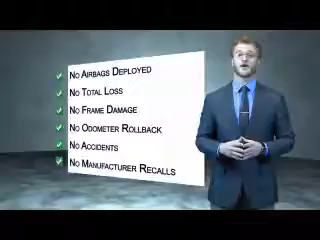 No Airbags Deployed
No Total Loss
No Frame Damage
No Odometer Rollback
No Accidents
No Manufacturer Recalls